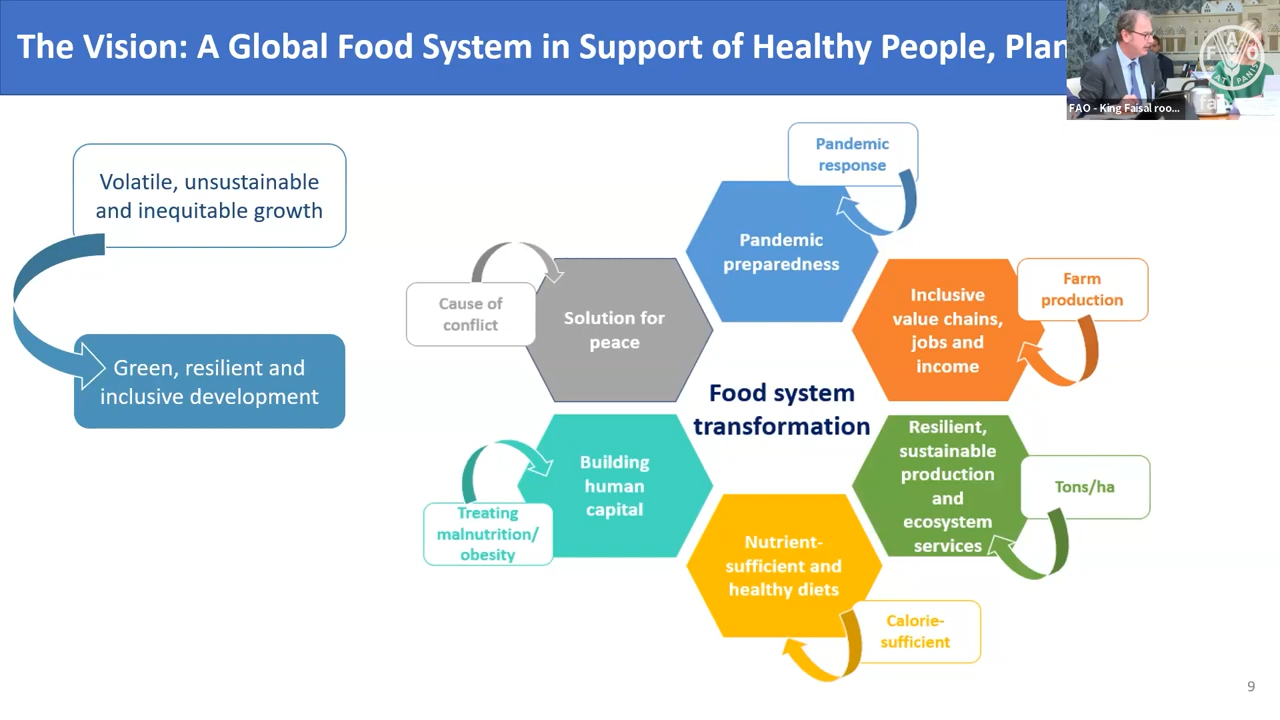 The Vision: A Global Food System in Support of Healthy People, Plan
FAO - King Faisal roo...
Volatile, unsustainable
and inequitable growth
Green, resilient and
inclusive development
Pandemic
response
Pandemic
preparedness
Cause of
conflict
Solution for
peace
Farm
production
Inclusive
value chains,
jobs and
income
Food system
transformation
Treating
malnutrition/
obesity
Building
human
capital
Resilient,
sustainable
production
and
ecosystem
services
Tons/ha
Nutrient-
sufficient and
healthy diets
Calorie-
sufficient
9